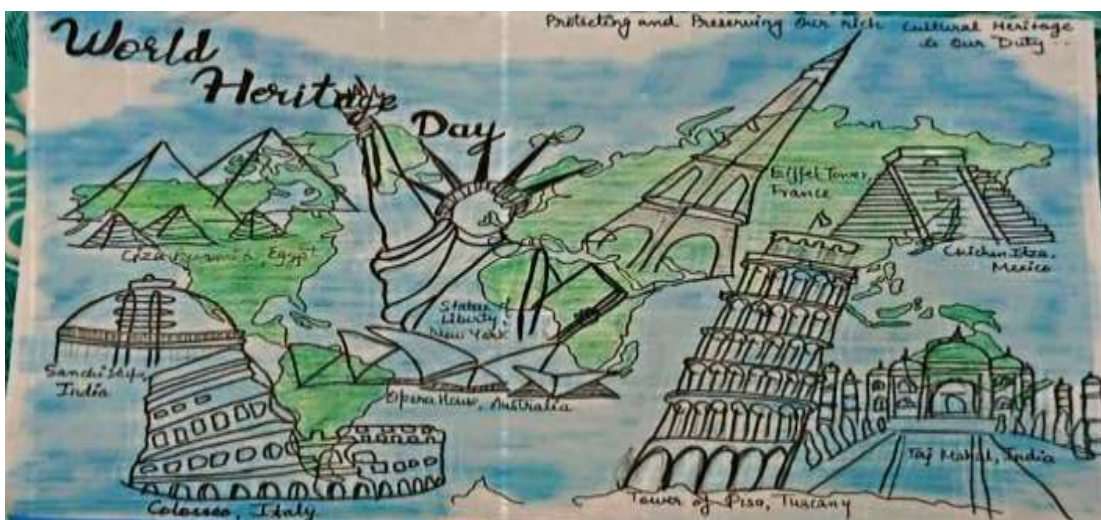 World
Heritage
Day
Protecting and Preserving our rich Cultural Heritage
is Our Duty...
Eiffel Tower,
France
Giza Pyramid, Egypt
Chichen Itza,
Mexico
Statue of
Liberty,
New York
Sanchi Stupa,
India
Opera House, Australia
Taj Mahal, India
Colosseo, Italy
Tower of Pisa, Tuscany